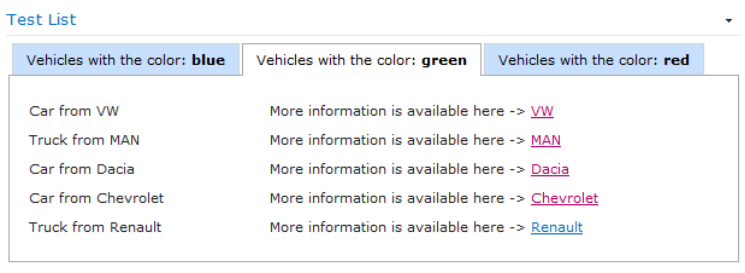 Test List
Vehicles with the color: blue Vehicles with the color: green Vehicles with the color: red
Car from VW More information is available here -> VW
Truck from MAN More information is available here -> MAN
Car from Dacia More information is available here -> Dacia
Car from Chevrolet More information is available here -> Chevrolet
Truck from Renault More information is available here -> Renault